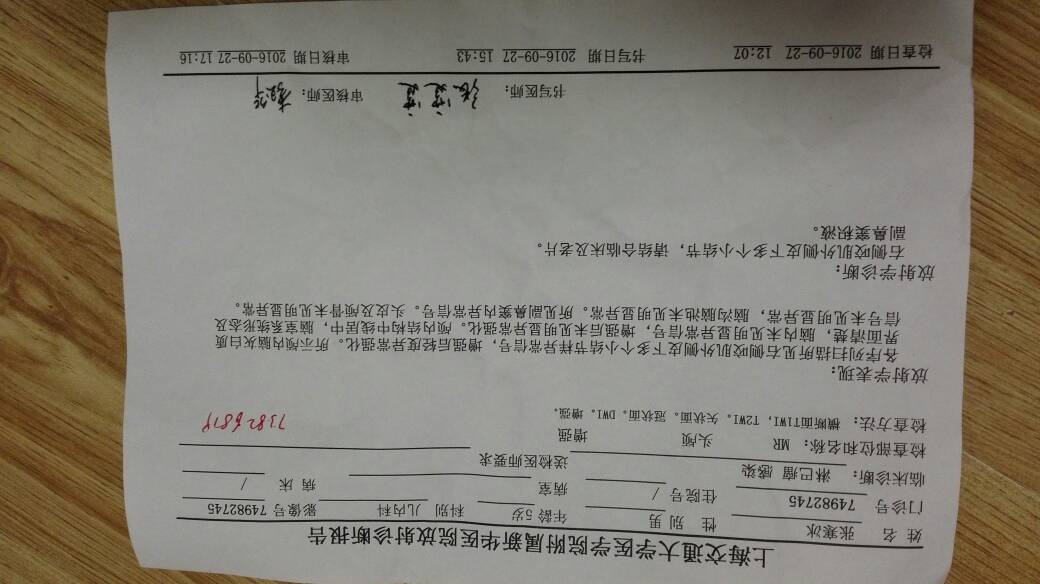 上海交通大学医学院附属新华医院放射诊断报告
姓 名 张塞冰 性 别 男 年龄 5岁 科别 儿内科 影像号 74982745
门诊号 74982745 住院号 / 病室 病 床 /
临床诊断: 淋巴瘤 感染 送检医师要求
检查部位和名称: MR 头颅 增强
检查方法: 横断面T1WI, T2WI。矢状面。冠状面。DWI。增强。
73826878
放射学表现:
各序列扫描所见右侧咬肌外侧皮下多个小结节样异常信号, 增强后轻度异常强化。所示颅内脑灰白质
界面清楚, 脑内未见明显异常信号, 增强后未见明显异常强化。颅内结构中线居中, 脑室系统形态及
信号未见明显异常, 脑沟脑池未见明显异常。所见副鼻窦内异常信号。头皮及颅骨未见明显异常。
放射学诊断:
右侧咬肌外侧皮下多个小结节, 请结合临床及老片。
副鼻窦积液。
书写医师: 审核医师:
检查日期 2016-09-27 12:07 书写日期 2016-09-27 15:43 审核日期 2016-09-27 17:16